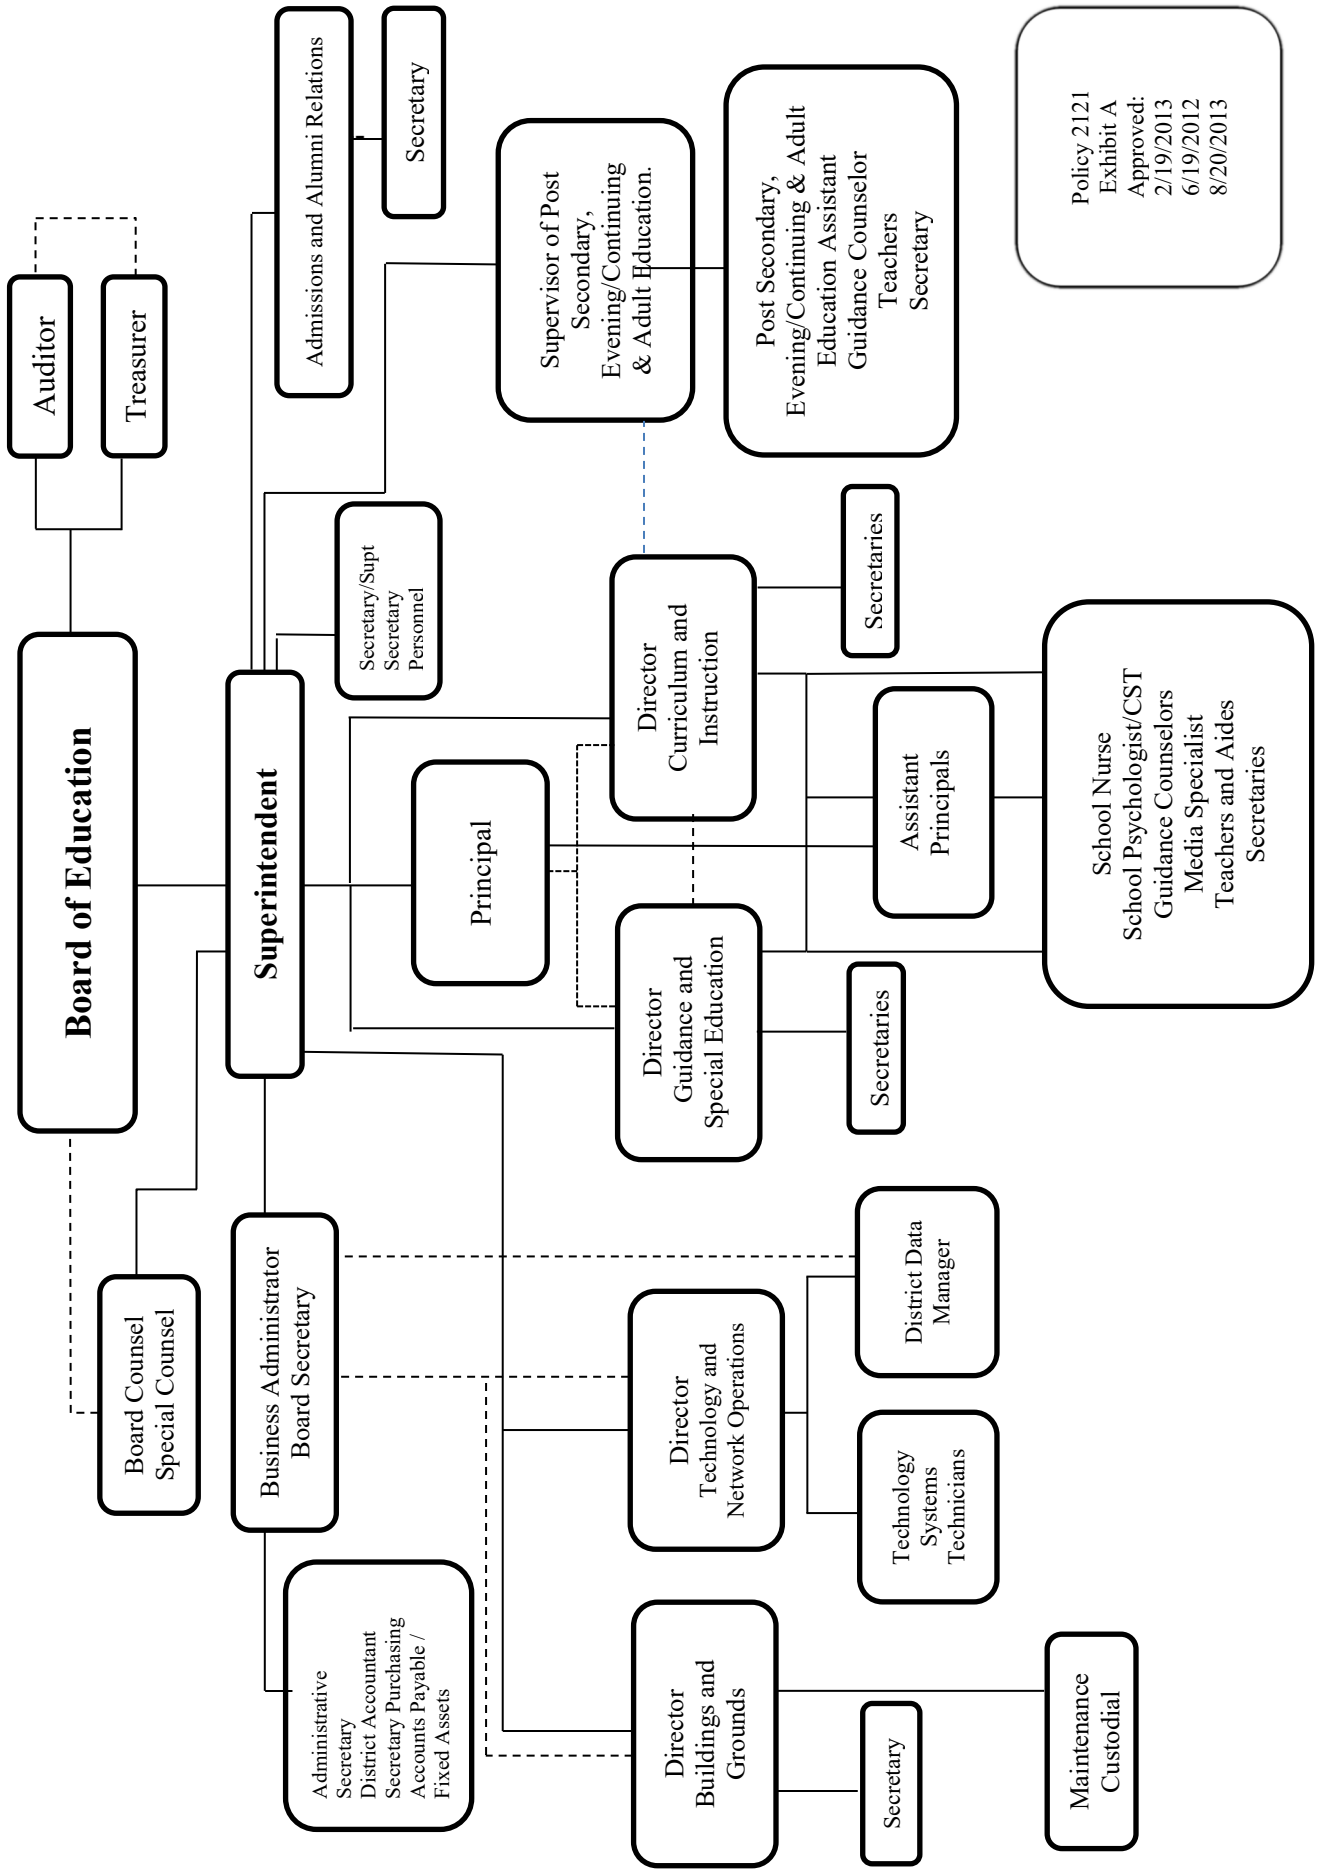 Board of Education
Auditor
Treasurer
Board Counsel
Special Counsel
Superintendent
Business Administrator
Board Secretary
Admissions and Alumni Relations
Secretary
Administrative
Secretary
District Accountant
Secretary Purchasing
Accounts Payable /
Fixed Assets
Secretary/Supt
Secretary
Personnel
Principal
Supervisor of Post
Secondary,
Evening/Continuing
& Adult Education.
Director
Buildings and
Grounds
Director
Technology and
Network Operations
Director
Guidance and
Special Education
Director
Curriculum and
Instruction
Post Secondary,
Evening/Continuing & Adult
Education Assistant
Guidance Counselor
Teachers
Secretary
Secretary
Technology
Systems
Technicians
District Data
Manager
Secretaries
Assistant
Principals
Secretaries
Maintenance
Custodial
School Nurse
School Psychologist/CST
Guidance Counselors
Media Specialist
Teachers and Aides
Secretaries
Policy 2121
Exhibit A
Approved:
2/19/2013
6/19/2012
8/20/2013